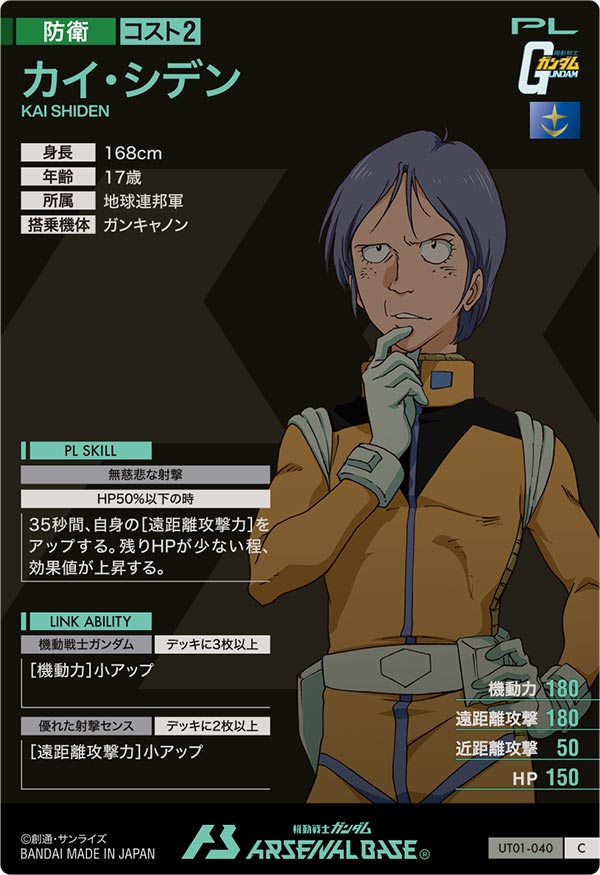 防衛 コスト2
PL
カイ・シデン
KAI SHIDEN
機動戦士
ガンダム
GUNDAM
身長 168cm
年齢 17歳
所属 地球連邦軍
搭乗機体 ガンキャノン
PL SKILL
無慈悲な射撃
HP50%以下の時
35秒間、自身の[遠距離攻撃力]を
アップする。残りHPが少ない程、
効果値が上昇する。
LINK ABILITY
機動戦士ガンダム デッキに3枚以上
[機動力]小アップ
優れた射撃センス デッキに2枚以上
[遠距離攻撃力]小アップ
機動力 180
遠距離攻撃 180
近距離攻撃 50
HP 150
©創通・サンライズ
BANDAI MADE IN JAPAN
機動戦士ガンダム
ARSENAL BASE®
UT01-040 C